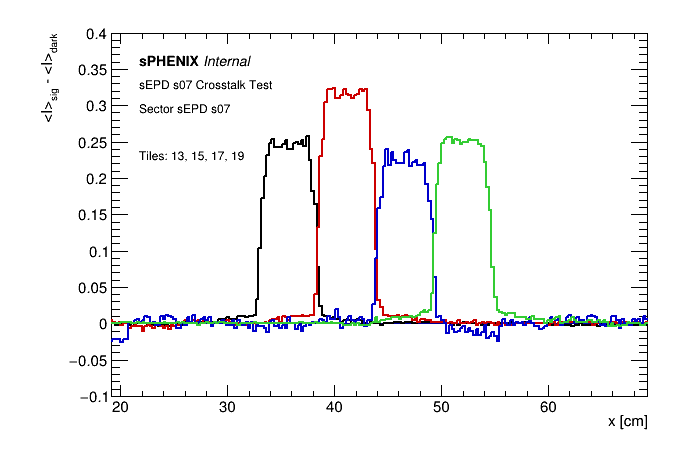 0.4
<I>sig - <I>dark
sPHENIX Internal
0.35
sEPD s07 Crosstalk Test
0.3
Sector sEPD s07
0.25
Tiles: 13, 15, 17, 19
0.2
0.15
0.1
0.05
0
−0.05
−0.1
20 30 40 50 60
x [cm]